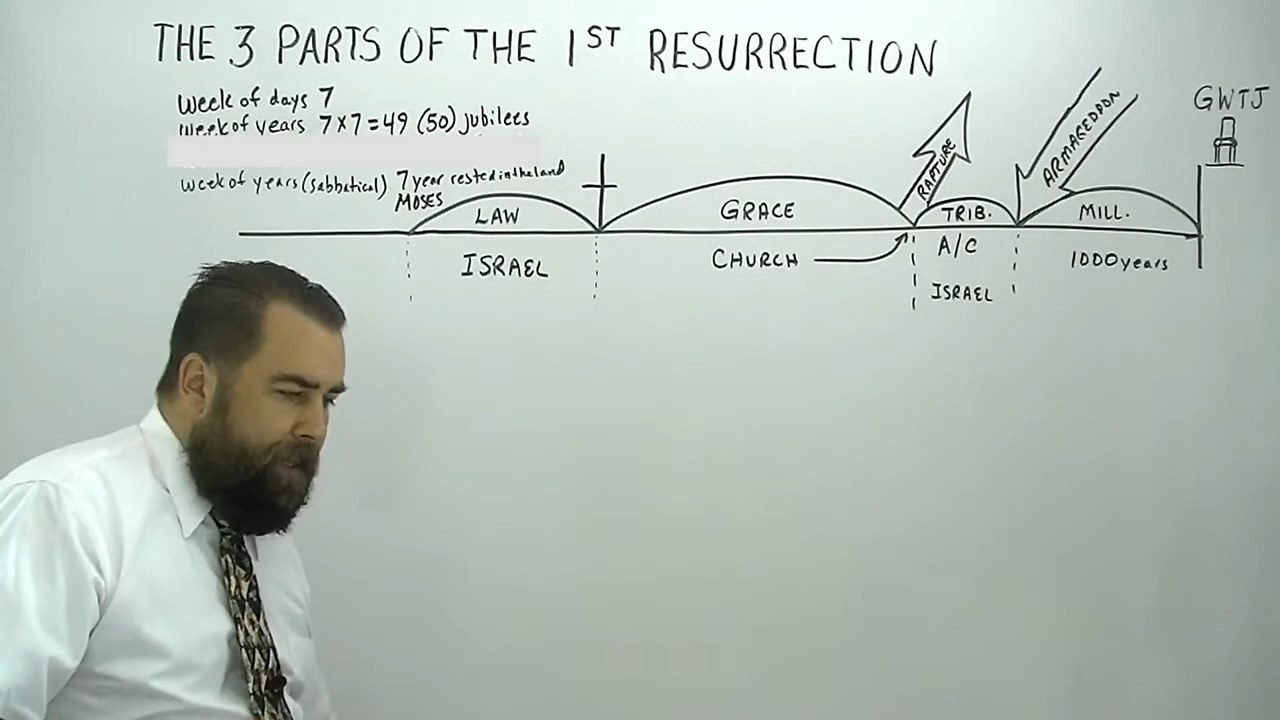 THE 3 PARTS OF THE 1ST RESURRECTION
Week of days 7
week of years 7x7=49 (50) jubilees
week of years (sabbatical) 7 year rested in the land
MOSES
LAW
GRACE
RAPTURE
TRIB.
ARMAGEDDON
MILL.
GWTJ
ISRAEL
CHURCH
A/C
1000 years
ISRAEL